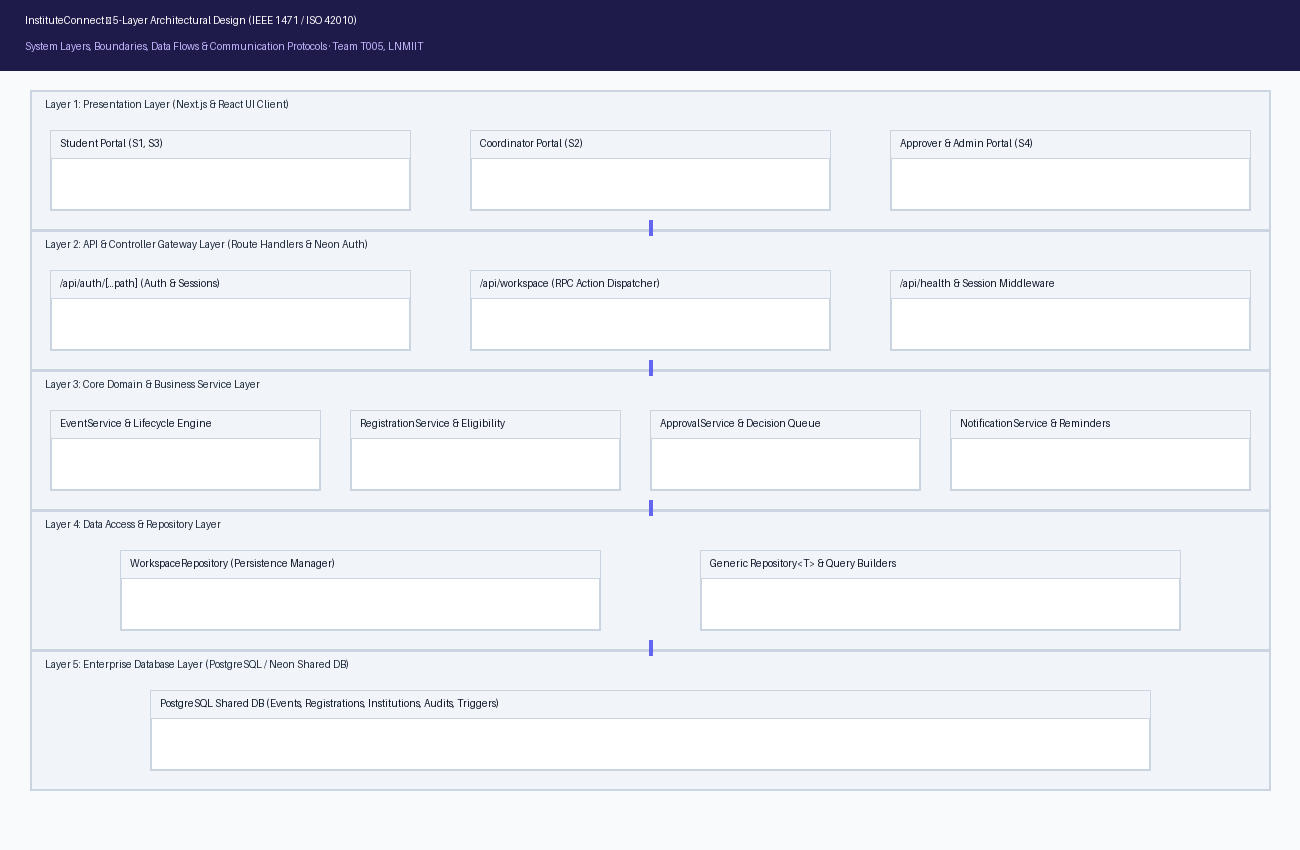 InstituteConnect 5-Layer Architectural Design (IEEE 1471 / ISO 42010)
System Layers, Boundaries, Data Flows & Communication Protocols · Team T005, LNMIIT
Layer 1: Presentation Layer (Next.js & React UI Client)
Student Portal (S1, S3)
Coordinator Portal (S2)
Approver & Admin Portal (S4)
Layer 2: API & Controller Gateway Layer (Route Handlers & Neon Auth)
/api/auth/[...path] (Auth & Sessions)
/api/workspace (RPC Action Dispatcher)
/api/health & Session Middleware
Layer 3: Core Domain & Business Service Layer
EventService & Lifecycle Engine
RegistrationService & Eligibility
ApprovalService & Decision Queue
NotificationService & Reminders
Layer 4: Data Access & Repository Layer
WorkspaceRepository (Persistence Manager)
Generic Repository<T> & Query Builders
Layer 5: Enterprise Database Layer (PostgreSQL / Neon Shared DB)
PostgreSQL Shared DB (Events, Registrations, Institutions, Audits, Triggers)